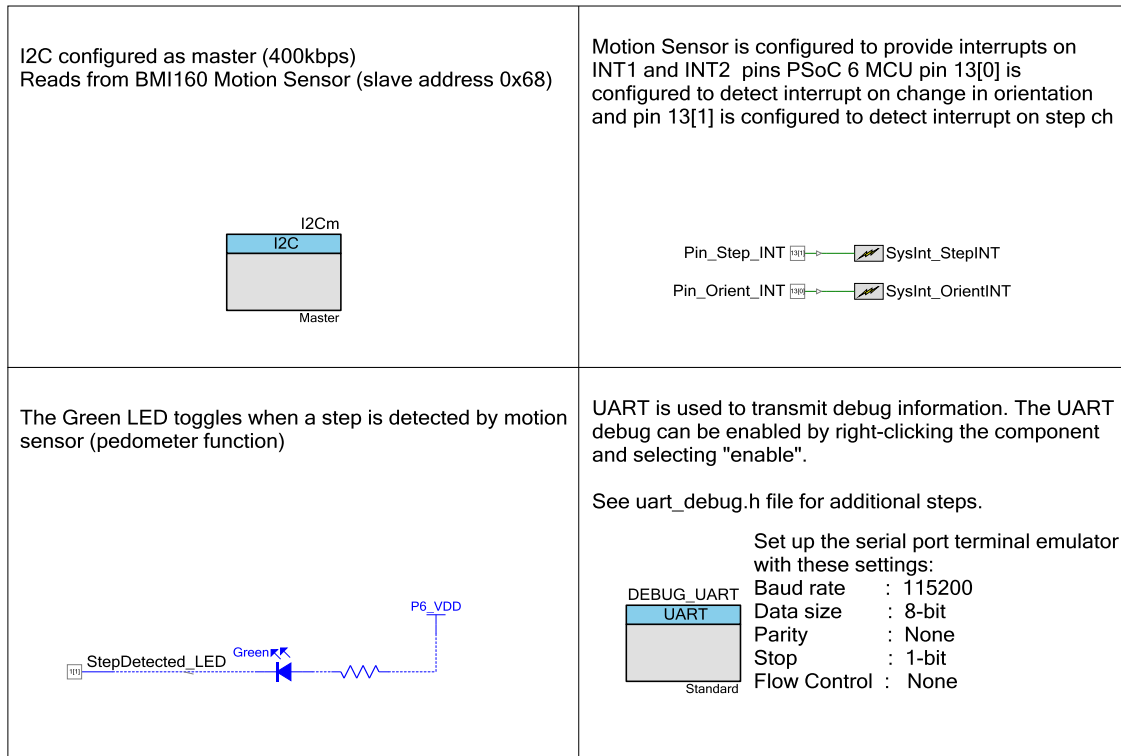 I2C configured as master (400kbps)
Reads from BMI160 Motion Sensor (slave address 0x68)
I2Cm
I2C
Master
Motion Sensor is configured to provide interrupts on
INT1 and INT2  pins PSoC 6 MCU pin 13[0] is
configured to detect interrupt on change in orientation
and pin 13[1] is configured to detect interrupt on step ch
Pin_Step_INT 13[1] SysInt_StepINT
Pin_Orient_INT 13[0] SysInt_OrientINT
The Green LED toggles when a step is detected by motion
sensor (pedometer function)
P6_VDD
Green
1[1] StepDetected_LED
UART is used to transmit debug information. The UART
debug can be enabled by right-clicking the component
and selecting "enable".
See uart_debug.h file for additional steps.
Set up the serial port terminal emulator
with these settings:
Baud rate : 115200
Data size : 8-bit
Parity : None
Stop : 1-bit
Flow Control : None
DEBUG_UART
UART
Standard